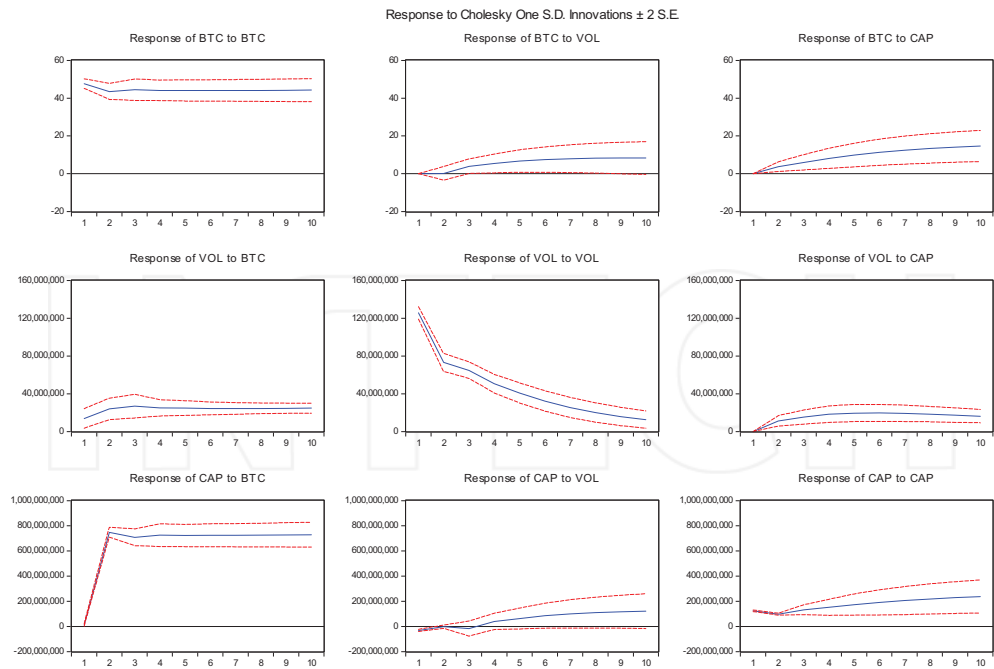 Response to Cholesky One S.D. Innovations ± 2 S.E.
Response of BTC to BTC
Response of BTC to VOL
Response of BTC to CAP
60
40
20
0
-20
1 2 3 4 5 6 7 8 9 10
60
40
20
0
-20
1 2 3 4 5 6 7 8 9 10
60
40
20
0
-20
1 2 3 4 5 6 7 8 9 10
Response of VOL to BTC
Response of VOL to VOL
Response of VOL to CAP
160,000,000
120,000,000
80,000,000
40,000,000
0
1 2 3 4 5 6 7 8 9 10
160,000,000
120,000,000
80,000,000
40,000,000
0
1 2 3 4 5 6 7 8 9 10
160,000,000
120,000,000
80,000,000
40,000,000
0
1 2 3 4 5 6 7 8 9 10
Response of CAP to BTC
Response of CAP to VOL
Response of CAP to CAP
1,000,000,000
800,000,000
600,000,000
400,000,000
200,000,000
0
-200,000,000
1 2 3 4 5 6 7 8 9 10
1,000,000,000
800,000,000
600,000,000
400,000,000
200,000,000
0
-200,000,000
1 2 3 4 5 6 7 8 9 10
1,000,000,000
800,000,000
600,000,000
400,000,000
200,000,000
0
-200,000,000
1 2 3 4 5 6 7 8 9 10
INTECH